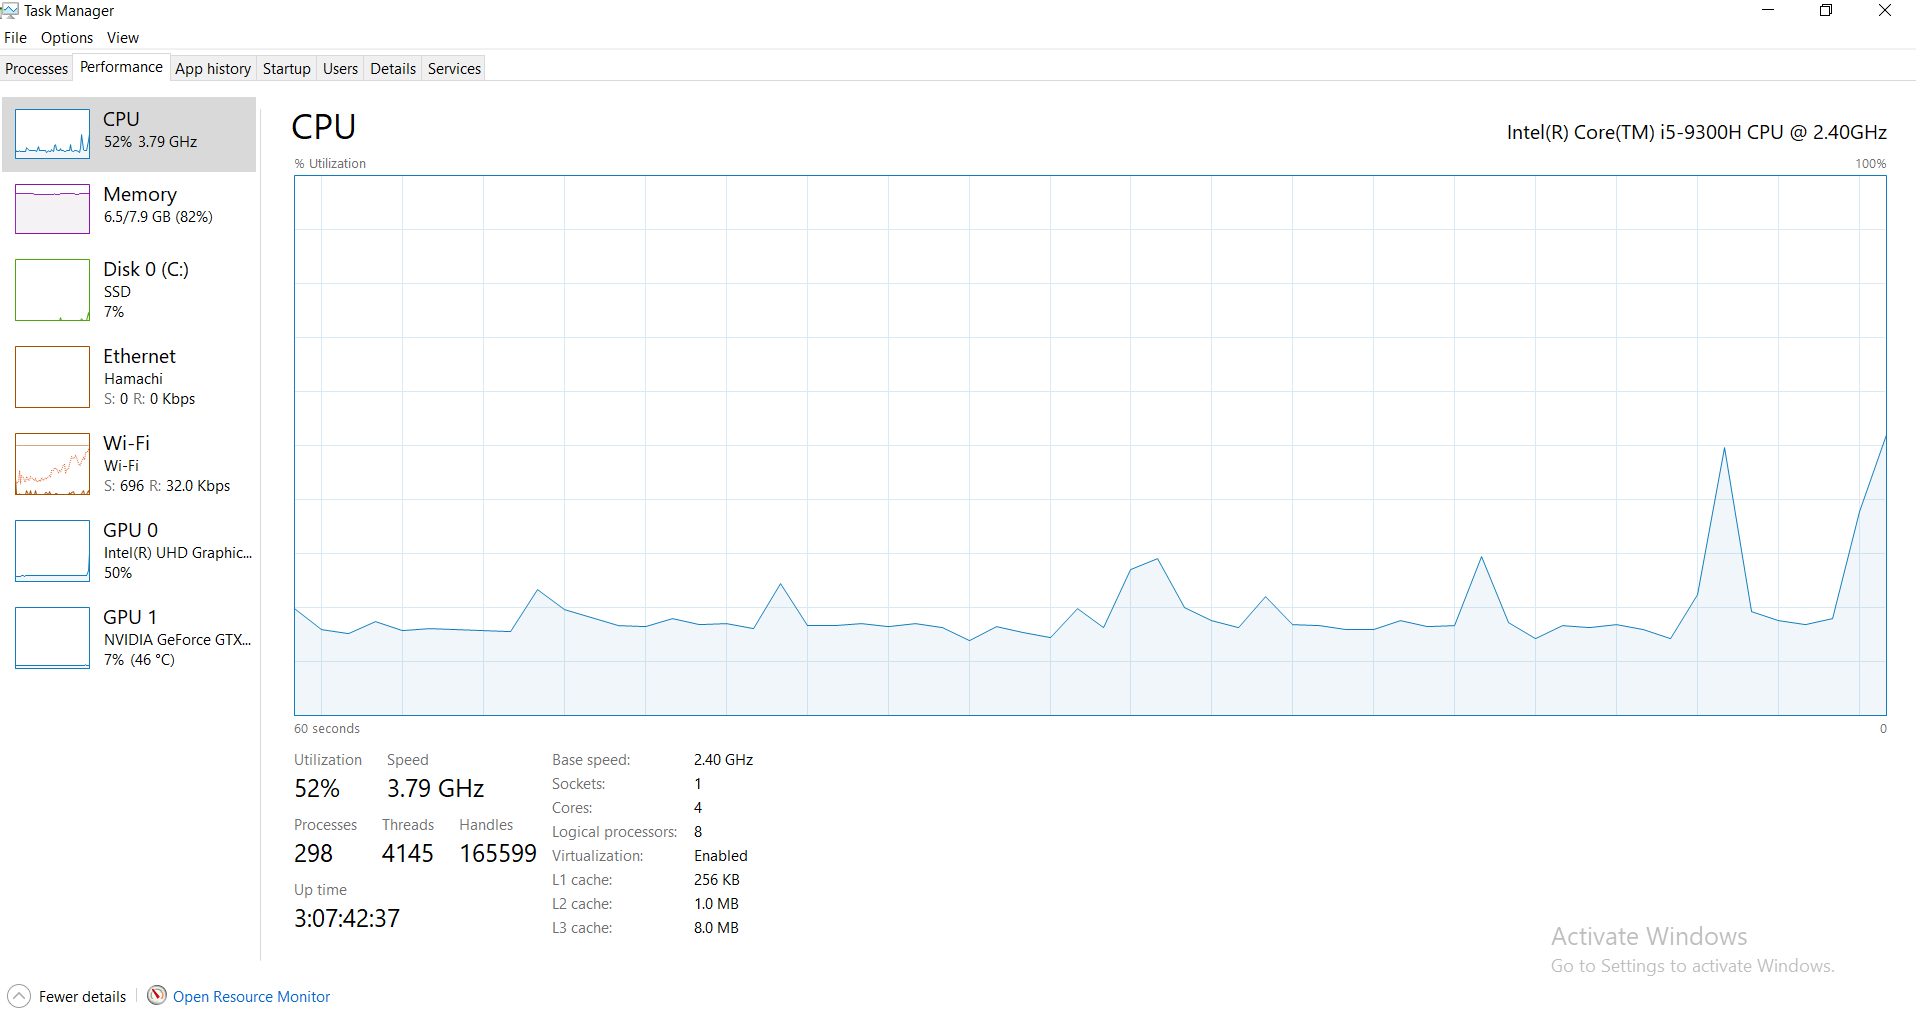 Task Manager
File Options View
Processes Performance App history Startup Users Details Services
CPU
52% 3.79 GHz
Memory
6.5/7.9 GB (82%)
Disk 0 (C:)
SSD
7%
Ethernet
Hamachi
S: 0 R: 0 Kbps
Wi-Fi
Wi-Fi
S: 696 R: 32.0 Kbps
GPU 0
Intel(R) UHD Graphic...
50%
GPU 1
NVIDIA GeForce GTX...
7% (46 °C)
CPU
Intel(R) Core(TM) i5-9300H CPU @ 2.40GHz
% Utilization
100%
60 seconds
0
Utilization Speed
52% 3.79 GHz
Processes Threads Handles
298 4145 165599
Up time
3:07:42:37
Base speed: 2.40 GHz
Sockets: 1
Cores: 4
Logical processors: 8
Virtualization: Enabled
L1 cache: 256 KB
L2 cache: 1.0 MB
L3 cache: 8.0 MB
Activate Windows
Go to Settings to activate Windows.
Fewer details Open Resource Monitor